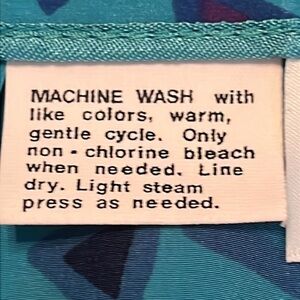 MACHINE WASH with
like colors, warm,
gentle cycle. Only
non - chlorine bleach
when needed. Line
dry. Light steam
press as needed.